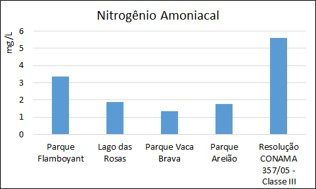 Nitrogênio Amoniacal
mg/L
6
5
4
3
2
1
0
Parque Flamboyant
Lago das Rosas
Parque Vaca Brava
Parque Areião
Resolução CONAMA 357/05 - Classe III